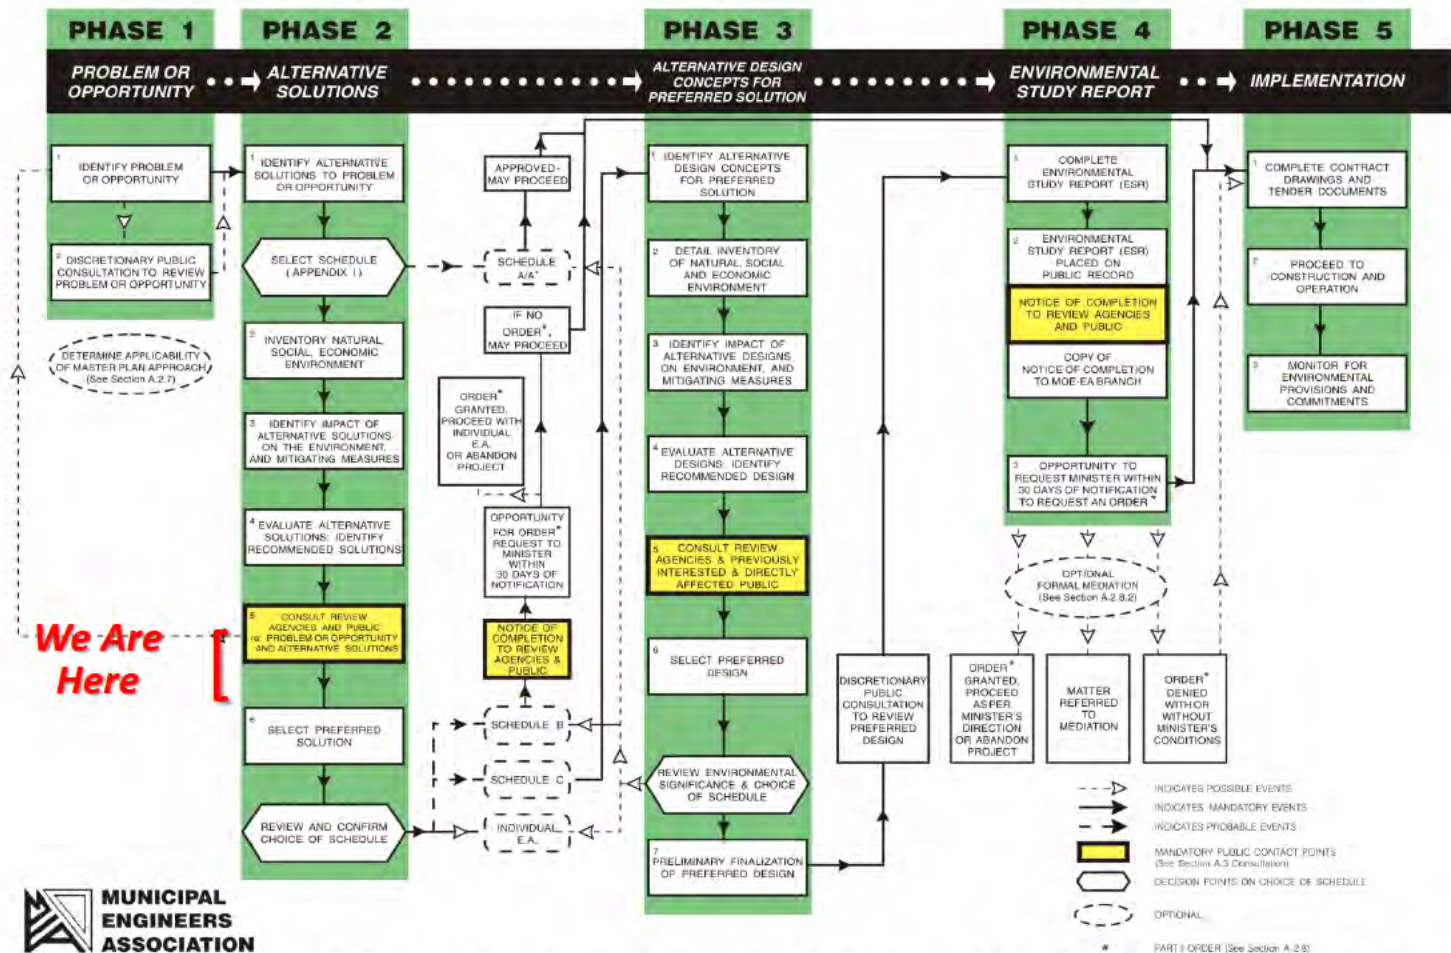 PHASE 1
PHASE 2
PHASE 3
PHASE 4
PHASE 5
PROBLEM OR
OPPORTUNITY
ALTERNATIVE
SOLUTIONS
ALTERNATIVE DESIGN
CONCEPTS FOR
PREFERRED SOLUTION
ENVIRONMENTAL
STUDY REPORT
IMPLEMENTATION
1
IDENTIFY PROBLEM
OR OPPORTUNITY
2
DISCRETIONARY PUBLIC
CONSULTATION TO REVIEW
PROBLEM OR OPPORTUNITY
DETERMINE APPLICABILITY
OF MASTER PLAN APPROACH
(See Section A.2.7)
We Are
Here
1
IDENTIFY ALTERNATIVE
SOLUTIONS TO PROBLEM
OR OPPORTUNITY
SELECT SCHEDULE
(APPENDIX I)
2
INVENTORY NATURAL,
SOCIAL, ECONOMIC
ENVIRONMENT
3
IDENTIFY IMPACT OF
ALTERNATIVE SOLUTIONS
ON THE ENVIRONMENT,
AND MITIGATING MEASURES
4
EVALUATE ALTERNATIVE
SOLUTIONS: IDENTIFY
RECOMMENDED SOLUTIONS
5
CONSULT REVIEW
AGENCIES AND PUBLIC
re: PROBLEM OR OPPORTUNITY
AND ALTERNATIVE SOLUTIONS
6
SELECT PREFERRED
SOLUTION
REVIEW AND CONFIRM
CHOICE OF SCHEDULE
APPROVED-
MAY PROCEED
SCHEDULE
A/A+
IF NO
ORDER*,
MAY PROCEED
ORDER*
GRANTED,
PROCEED WITH
INDIVIDUAL
E.A.
OR ABANDON
PROJECT
OPPORTUNITY
FOR ORDER*
REQUEST TO
MINISTER
WITHIN
30 DAYS OF
NOTIFICATION
NOTICE OF
COMPLETION
TO REVIEW
AGENCIES &
PUBLIC
SCHEDULE B
SCHEDULE C
INDIVIDUAL
E.A.
1
IDENTIFY ALTERNATIVE
DESIGN CONCEPTS
FOR PREFERRED
SOLUTION
2
DETAIL INVENTORY
OF NATURAL, SOCIAL
AND ECONOMIC
ENVIRONMENT
3
IDENTIFY IMPACT OF
ALTERNATIVE DESIGNS
ON ENVIRONMENT, AND
MITIGATING MEASURES
4
EVALUATE ALTERNATIVE
DESIGNS: IDENTIFY
RECOMMENDED DESIGN
5
CONSULT REVIEW
AGENCIES & PREVIOUSLY
INTERESTED & DIRECTLY
AFFECTED PUBLIC
6
SELECT PREFERRED
DESIGN
REVIEW ENVIRONMENTAL
SIGNIFICANCE & CHOICE
OF SCHEDULE
7
PRELIMINARY FINALIZATION
OF PREFERRED DESIGN
DISCRETIONARY
PUBLIC
CONSULTATION
TO REVIEW
PREFERRED
DESIGN
1
COMPLETE
ENVIRONMENTAL
STUDY REPORT (ESR)
2
ENVIRONMENTAL
STUDY REPORT (ESR)
PLACED ON
PUBLIC RECORD
NOTICE OF COMPLETION
TO REVIEW AGENCIES
AND PUBLIC
COPY OF
NOTICE OF COMPLETION
TO MOE-EA BRANCH
3
OPPORTUNITY TO
REQUEST MINISTER WITHIN
30 DAYS OF NOTIFICATION
TO REQUEST AN ORDER*
OPTIONAL
FORMAL MEDIATION
(See Section A.2.8.2)
ORDER*
GRANTED,
PROCEED
AS PER
MINISTER'S
DIRECTION
OR ABANDON
PROJECT
MATTER
REFERRED
TO
MEDIATION
ORDER*
DENIED WITH
OR WITHOUT
MINISTER'S
CONDITIONS
1
COMPLETE CONTRACT
DRAWINGS AND
TENDER DOCUMENTS
2
PROCEED TO
CONSTRUCTION AND
OPERATION
3
MONITOR FOR
ENVIRONMENTAL
PROVISIONS AND
COMMITMENTS
INDICATES POSSIBLE EVENTS
INDICATES MANDATORY EVENTS
INDICATES PROBABLE EVENTS
MANDATORY PUBLIC CONTACT POINTS
(See Section A.3 Consultation)
DECISION POINTS ON CHOICE OF SCHEDULE
OPTIONAL
* PART II ORDER (See Section A.2.8)
MUNICIPAL
ENGINEERS
ASSOCIATION